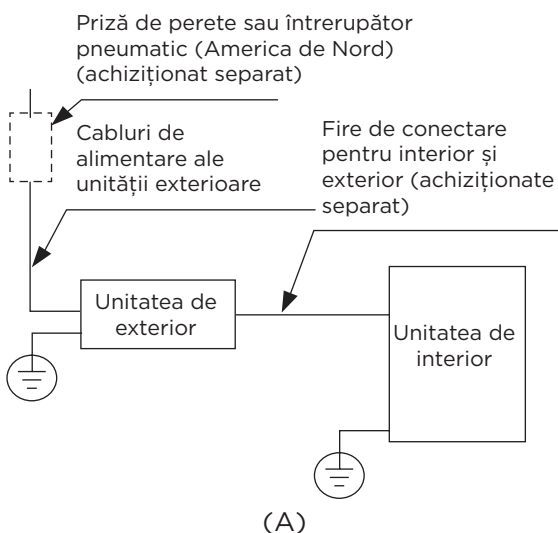 Priză de perete sau întrerupător
pneumatic (America de Nord)
(achiziționat separat)
Cabluri de
alimentare ale
unității exterioare
Fire de conectare
pentru interior și
exterior (achiziționate
separat)
Unitatea de
exterior
Unitatea de
interior
(A)